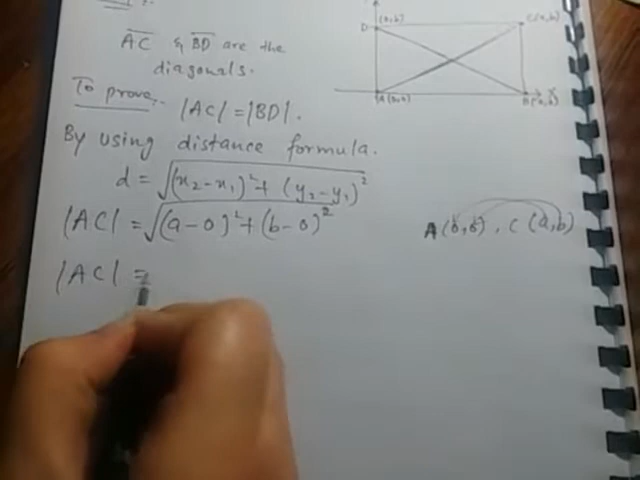 AC & BD are the
diagonals.
To prove:- |AC| = |BD|.
By using distance formula.
d = √(x₂-x₁)² + (y₂-y₁)²
|AC| = √(a-0)² + (b-0)²
|AC| =
D (0,b)
C(a,b)
A(0,0)
A(0,0), C(a,b)